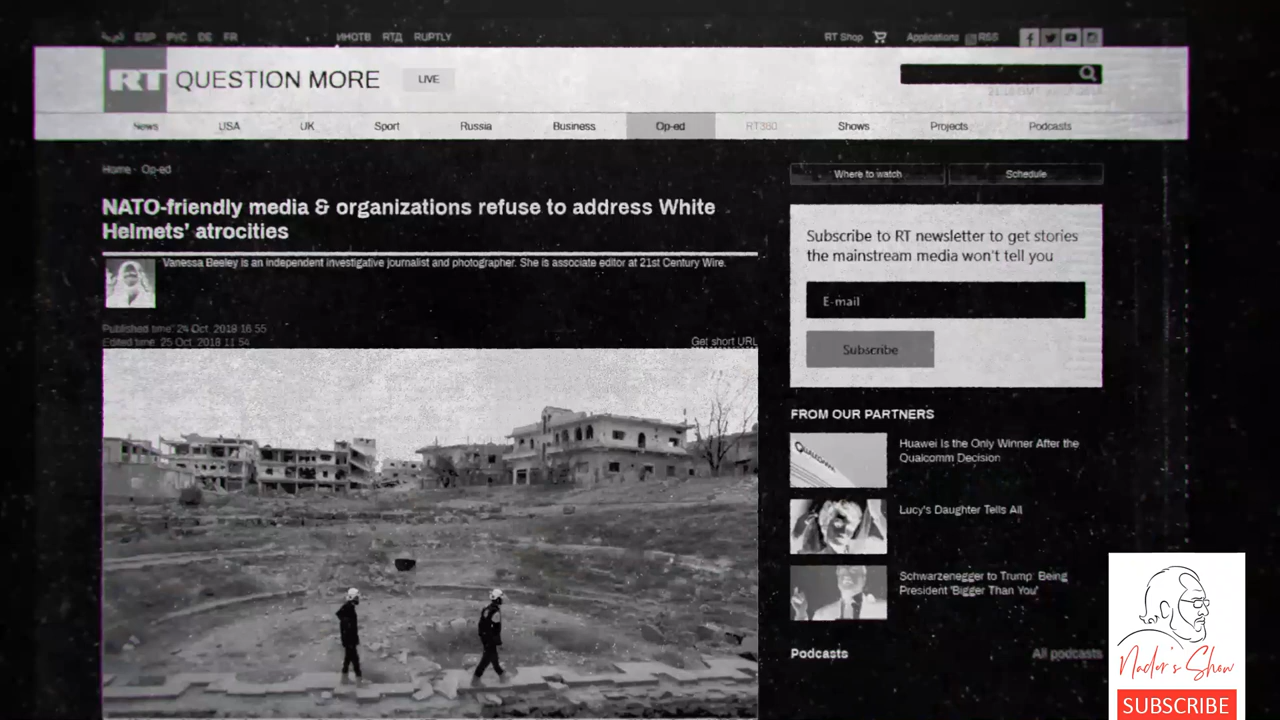 ESP РУС DE FR ИНОТВ RTД RUPTLY RT Shop Applications RSS
RT QUESTION MORE LIVE
News USA UK Sport Russia Business Op-ed RT360 Shows Projects Podcasts
Home Op-ed
NATO-friendly media & organizations refuse to address White
Helmets' atrocities
Vanessa Beeley is an independent investigative journalist and photographer. She is associate editor at 21st Century Wire.
Published time: 24 Oct, 2018 16:55
Edited time: 25 Oct, 2018 11:54
Get short URL
Where to watch Schedule
Subscribe to RT newsletter to get stories
the mainstream media won't tell you
E-mail
Subscribe
FROM OUR PARTNERS
Huawei Is the Only Winner After the
Qualcomm Decision
Lucy's Daughter Tells All
Schwarzenegger to Trump: Being
President 'Bigger Than You'
Podcasts All podcasts
Nader's Show
SUBSCRIBE